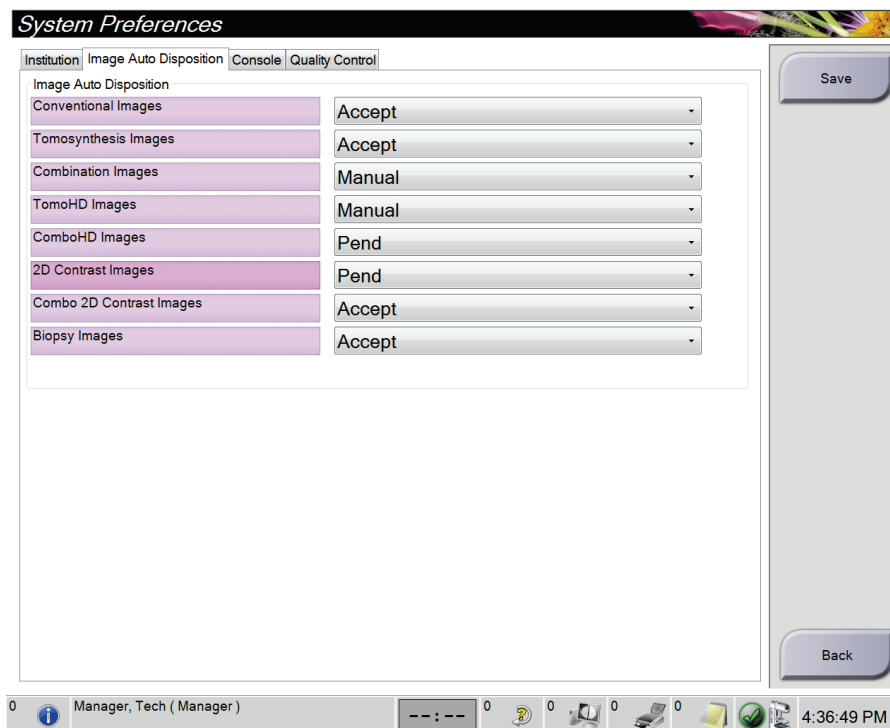 System Preferences
Institution Image Auto Disposition Console Quality Control
Save
Image Auto Disposition
Conventional Images Accept
Tomosynthesis Images Accept
Combination Images Manual
TomoHD Images Manual
ComboHD Images Pend
2D Contrast Images Pend
Combo 2D Contrast Images Accept
Biopsy Images Accept
Back
0 Manager, Tech ( Manager ) --:-- 0 0 0 0 4:36:49 PM